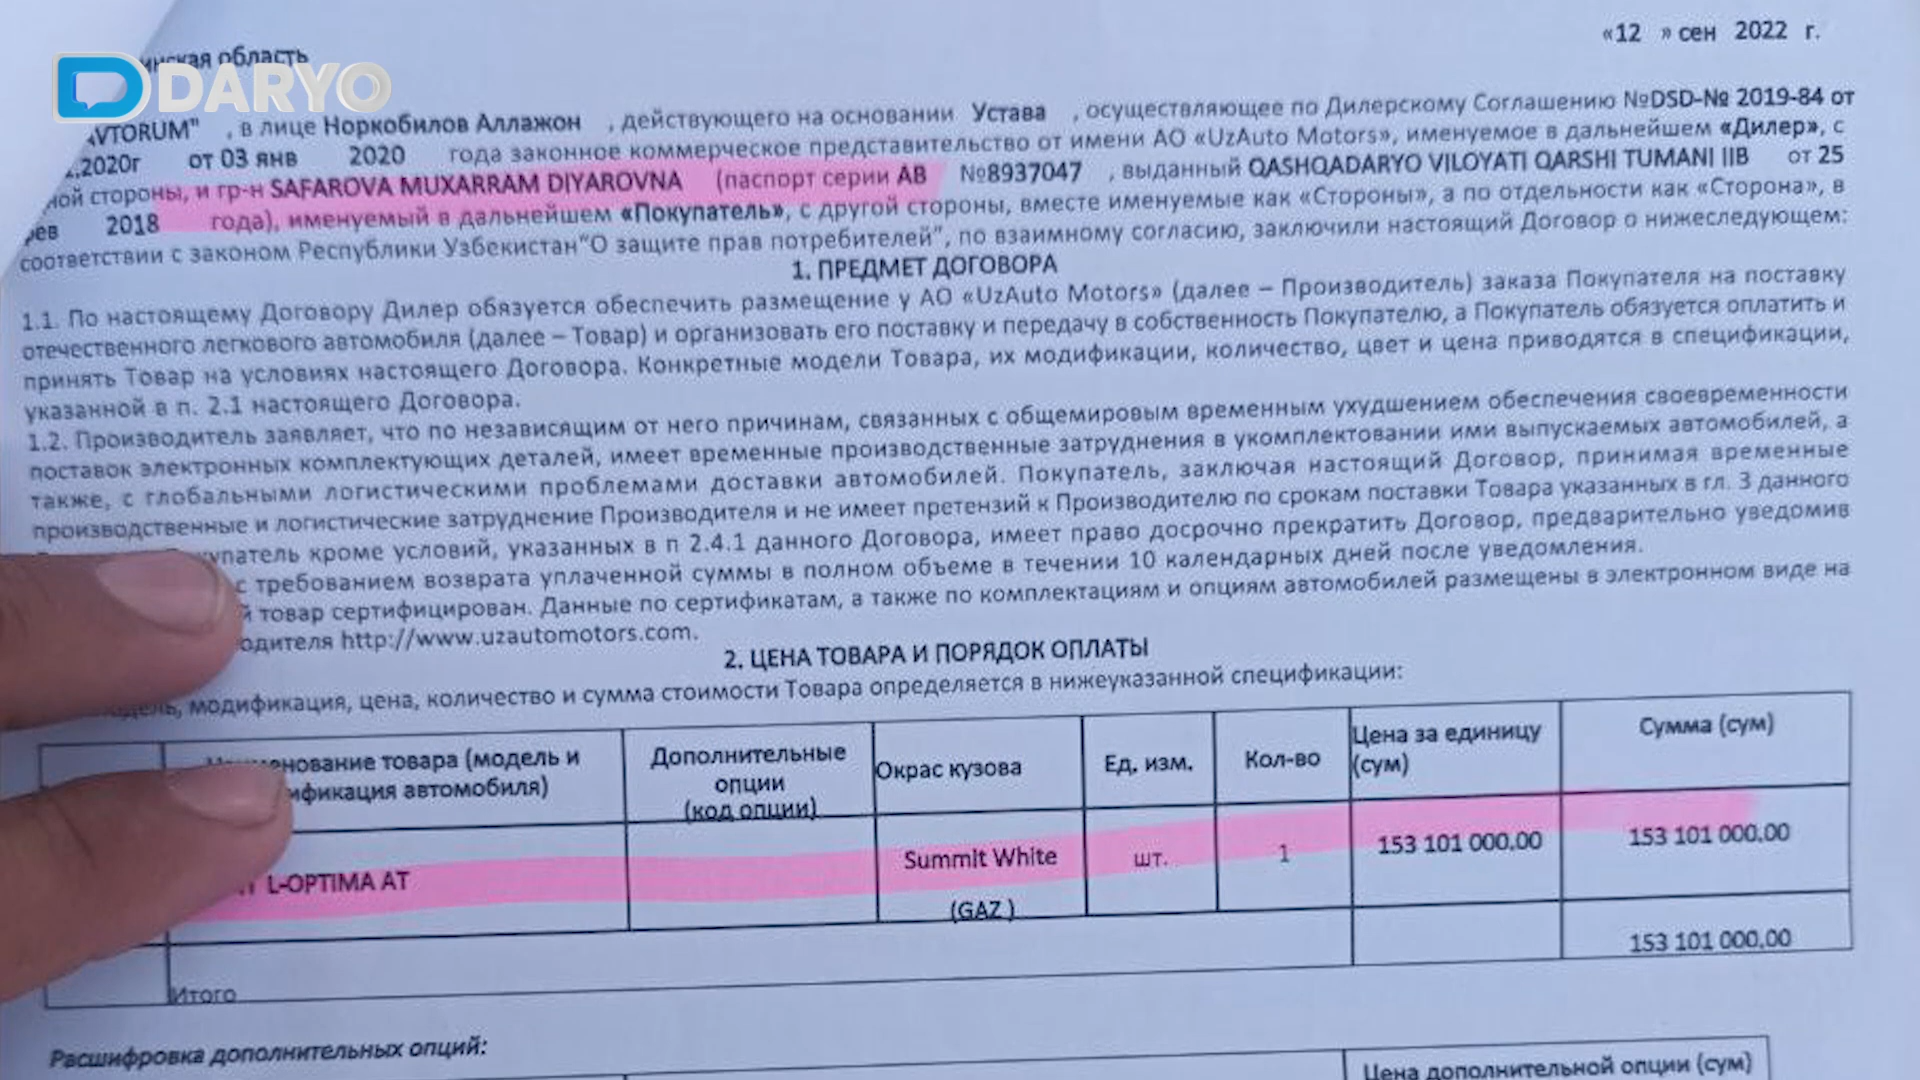 DARYO
«12 » сен 2022 г.
область
AVTORUM" , в лице Норкобилов Аллажон , действующего на основании Устава , осуществляющее по Дилерскому Соглашению №DSD-№ 2019-84 от
.2020г от 03 янв 2020 года законное коммерческое представительство от имени АО «UzAuto Motors», именуемое в дальнейшем «Дилер», с
стороны, и гр-н SAFAROVA MUXARRAM DIYAROVNA (паспорт серии АВ №8937047 , выданный QASHQADARYO VILOYATI QARSHI TUMANI IIB от 25
2018 года), именуемый в дальнейшем «Покупатель», с другой стороны, вместе именуемые как «Стороны», а по отдельности как «Сторона», в
соответствии с законом Республики Узбекистан“О защите прав потребителей”, по взаимному согласию, заключили настоящий Договор о нижеследующем:
1. ПРЕДМЕТ ДОГОВОРА
1.1. По настоящему Договору Дилер обязуется обеспечить размещение у АО «UzAuto Motors» (далее – Производитель) заказа Покупателя на поставку
отечественного легкового автомобиля (далее – Товар) и организовать его поставку и передачу в собственность Покупателю, а Покупатель обязуется оплатить и
принять Товар на условиях настоящего Договора. Конкретные модели Товара, их модификации, количество, цвет и цена приводятся в спецификации,
указанной в п. 2.1 настоящего Договора.
1.2. Производитель заявляет, что по независящим от него причинам, связанных с общемировым временным ухудшением обеспечения своевременности
поставок электронных комплектующих деталей, имеет временные производственные затруднения в укомплектовании ими выпускаемых автомобилей, а
также, с глобальными логистическими проблемами доставки автомобилей. Покупатель, заключая настоящий Договор, принимая временные
производственные и логистические затруднение Производителя и не имеет претензий к Производителю по срокам поставки Товара указанных в гл. 3 данного
купатель кроме условий, указанных в п 2.4.1 данного Договора, имеет право досрочно прекратить Договор, предварительно уведомив
с требованием возврата уплаченной суммы в полном объеме в течении 10 календарных дней после уведомления.
й товар сертифицирован. Данные по сертификатам, а также по комплектациям и опциям автомобилей размещены в электронном виде на
одителя http://www.uzautomotors.com.
2. ЦЕНА ТОВАРА И ПОРЯДОК ОПЛАТЫ
модификация, цена, количество и сумма стоимости Товара определяется в нижеуказанной спецификации:
нование товара (модель и
ификация автомобиля)
Дополнительные
опции
(код опции)
Окрас кузова
Ед. изм.
Кол-во
Цена за единицу
(сум)
Сумма (сум)
L-OPTIMA AT
Summit White
(GAZ )
шт.
1
153 101 000,00
153 101 000,00
Итого
153 101 000,00
Расшифровка дополнительных опций:
Цена дополнительной опции (сум)